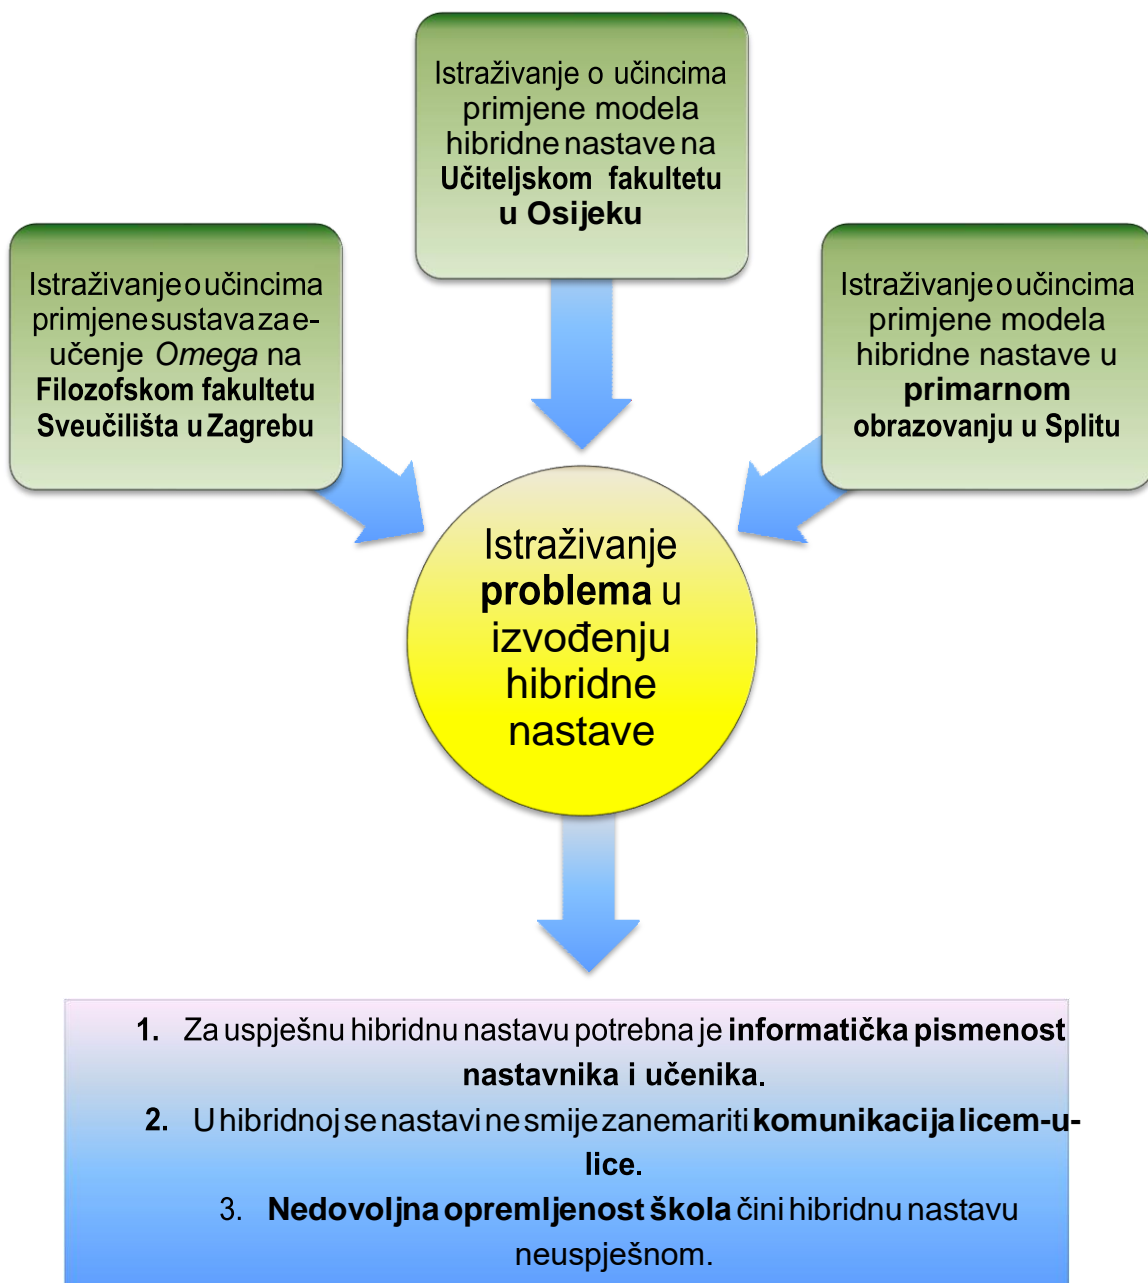 Istraživanje o učincima
primjene modela
hibridne nastave na
Učiteljskom fakultetu
u Osijeku
Istraživanje o učincima
primjene sustava za e-
učenje Omega na
Filozofskom fakultetu
Sveučilišta u Zagrebu
Istraživanje o učincima
primjene modela
hibridne nastave u
primarnom
obrazovanju u Splitu
Istraživanje
problema u
izvođenju
hibridne
nastave
1. Za uspješnu hibridnu nastavu potrebna je informatička pismenost
nastavnika i učenika.
2. U hibridnoj se nastavi ne smije zanemariti komunikacija licem-u-
lice.
3. Nedovoljna opremljenost škola čini hibridnu nastavu
neuspješnom.